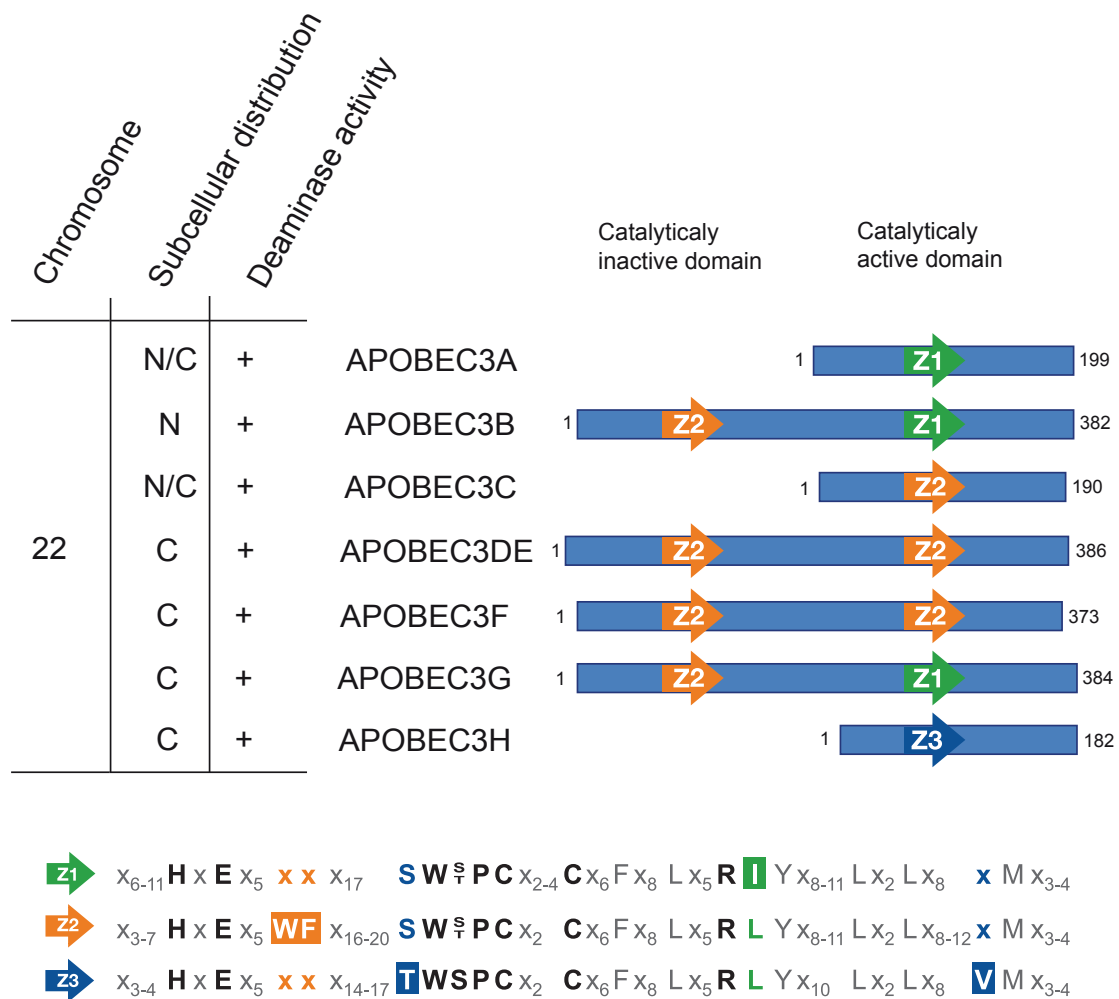 Chromosome
Subcellular distribution
Deaminase activity
Catalyticaly
inactive domain
Catalyticaly
active domain
N/C + APOBEC3A 1 Z1 199
N + APOBEC3B 1 Z2 Z1 382
N/C + APOBEC3C 1 Z2 190
22 C + APOBEC3DE 1 Z2 Z2 386
C + APOBEC3F 1 Z2 Z2 373
C + APOBEC3G 1 Z2 Z1 384
C + APOBEC3H 1 Z3 182
Z1 x6-11 H x E x5 x x x17 S W S/T P C x2-4 C x6 F x8 L x5 R I Y x8-11 L x2 L x8 x M x3-4
Z2 x3-7 H x E x5 W F x16-20 S W S/T P C x2 C x6 F x8 L x5 R L Y x8-11 L x2 L x8-12 x M x3-4
Z3 x3-4 H x E x5 x x x14-17 T W S P C x2 C x6 F x8 L x5 R L Y x10 L x2 L x8 V M x3-4